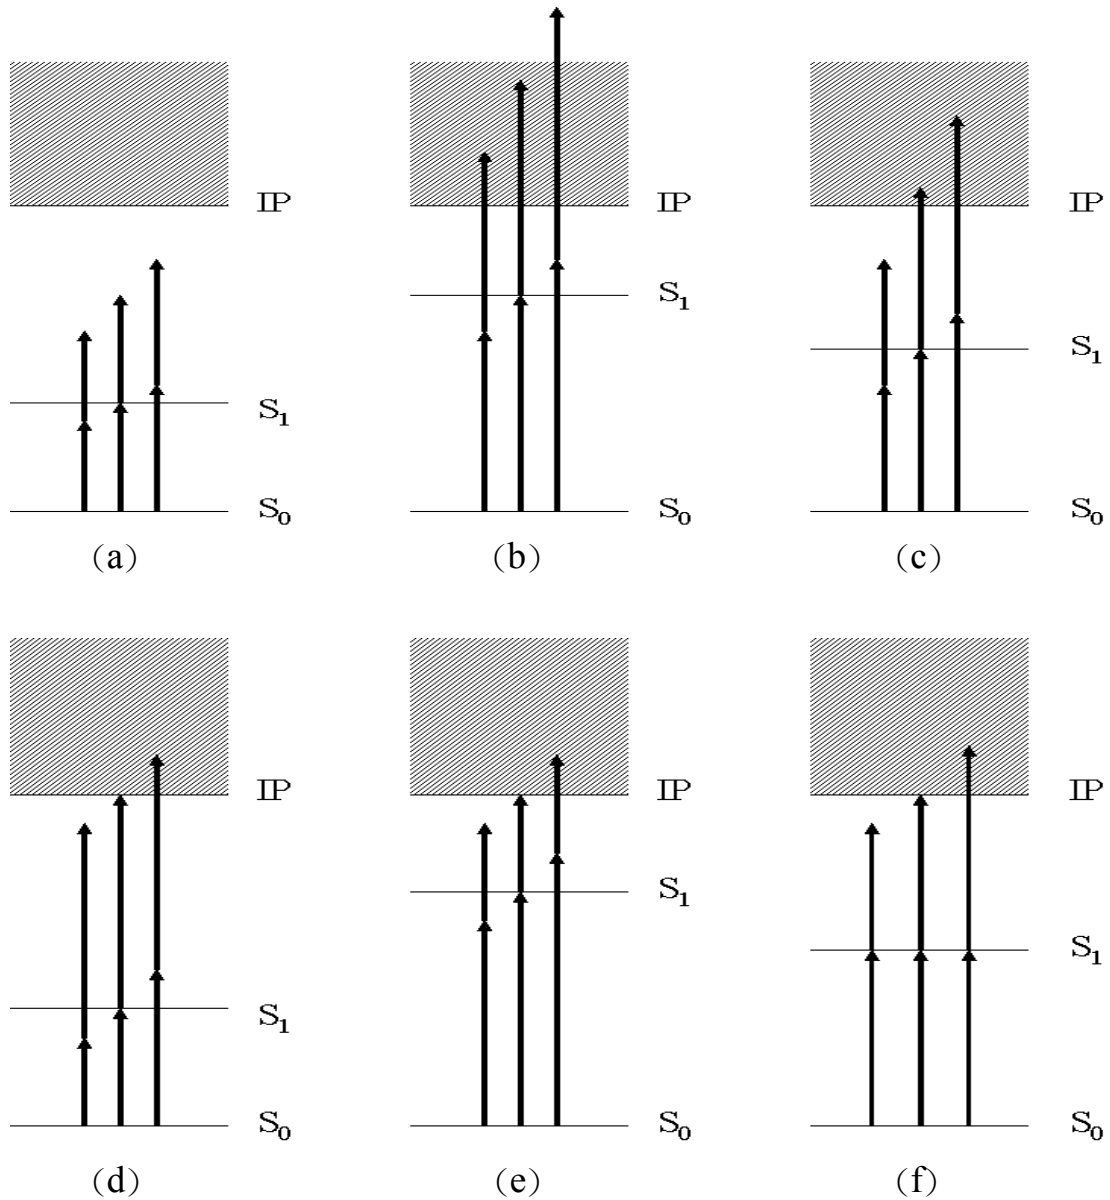 IP IP IP
S₁
S₁
S₁
S₀ S₀ S₀
(a) (b) (c)
IP IP IP
S₁
S₁
S₁
S₀ S₀ S₀
(d) (e) (f)